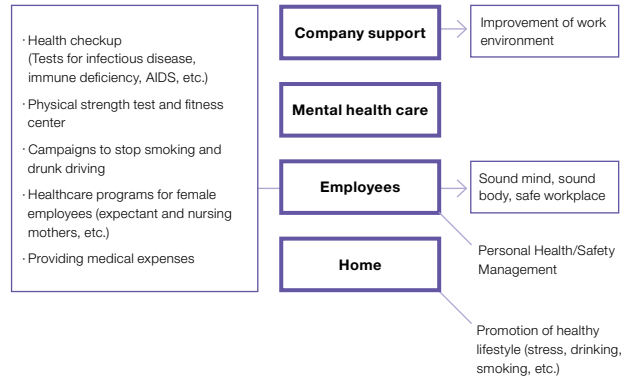 · Health checkup
(Tests for infectious disease,
immune deficiency, AIDS, etc.)
· Physical strength test and fitness
center
· Campaigns to stop smoking and
drunk driving
· Healthcare programs for female
employees (expectant and nursing
mothers, etc.)
· Providing medical expenses
Company support
Improvement of work
environment
Mental health care
Employees
Sound mind, sound
body, safe workplace
Personal Health/Safety
Management
Home
Promotion of healthy
lifestyle (stress, drinking,
smoking, etc.)